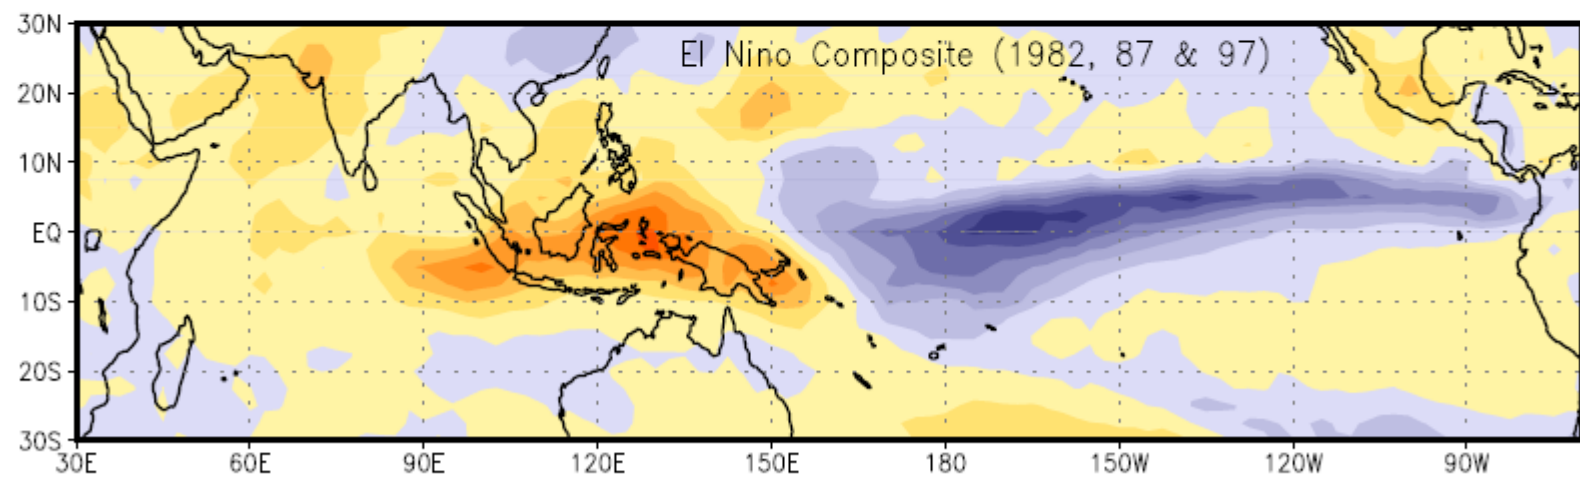 El Nino Composite (1982, 87 & 97)
30N
20N
10N
EQ
10S
20S
30S
30E 60E 90E 120E 150E 180 150W 120W 90W